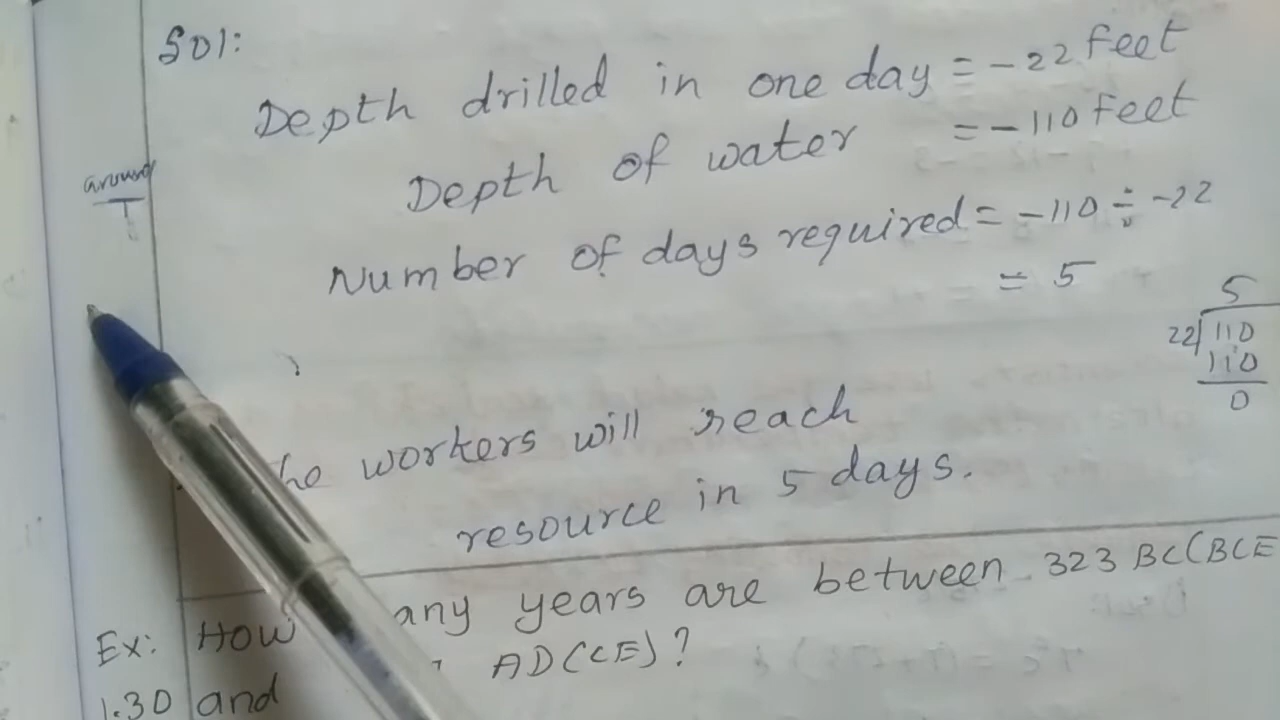 Sol:
Depth drilled in one day = -22 Feet
Depth of water = -110 Feet
around
Number of days required = -110 ÷ -22
= 5
5
22 110
110
0
workers will reach
resource in 5 days.
Ex: How any years are between 323 BC(BCE
1.30 and AD(CE)?